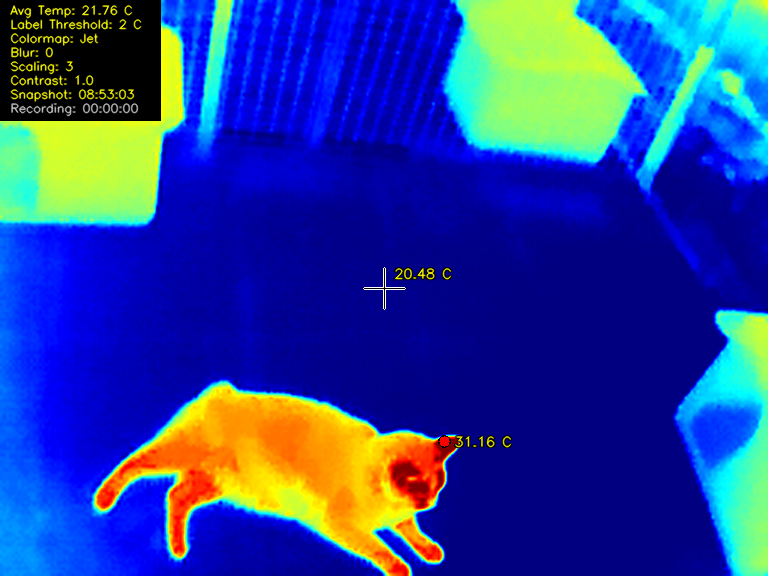 Avg Temp: 21.76 C
Label Threshold: 2 C
Colormap: Jet
Blur: 0
Scaling: 3
Contrast: 1.0
Snapshot: 08:53:03
Recording: 00:00:00
20.48 C
31.16 C